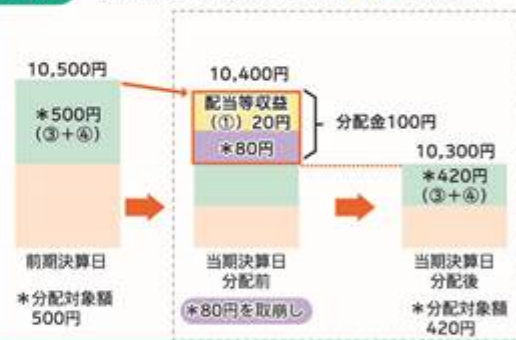 10,500円
*500円
(③+④)
前期決算日
*分配対象額
500円
10,400円
配当等収益
(①) 20円
*80円
分配金100円
当期決算日
分配前
*80円を取崩し
10,300円
*420円
(③+④)
当期決算日
分配後
*分配対象額
420円